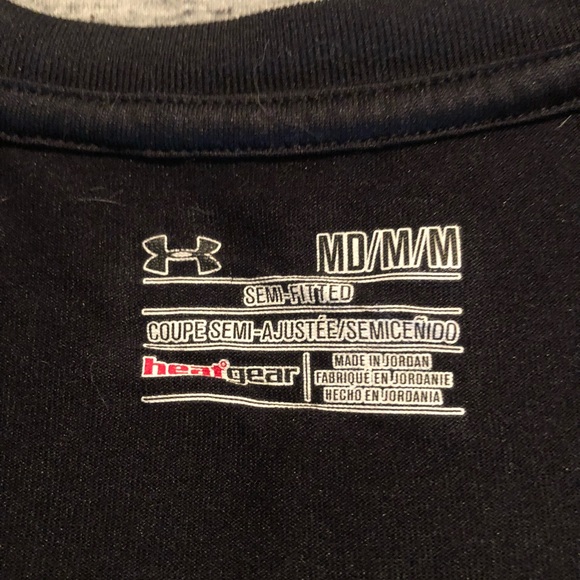 MD/M/M
SEMI-FITTED
COUPE SEMI-AJUSTÉE/SEMICEÑIDO
heatgear
MADE IN JORDAN
FABRIQUÉ EN JORDANIE
HECHO EN JORDANIA